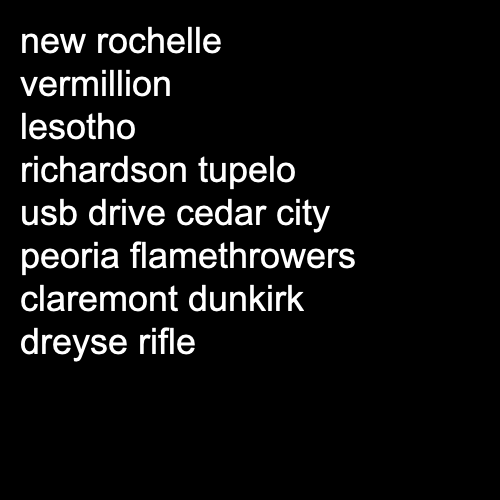 new rochelle
vermillion
lesotho
richardson tupelo
usb drive cedar city
peoria flamethrowers
claremont dunkirk
dreyse rifle